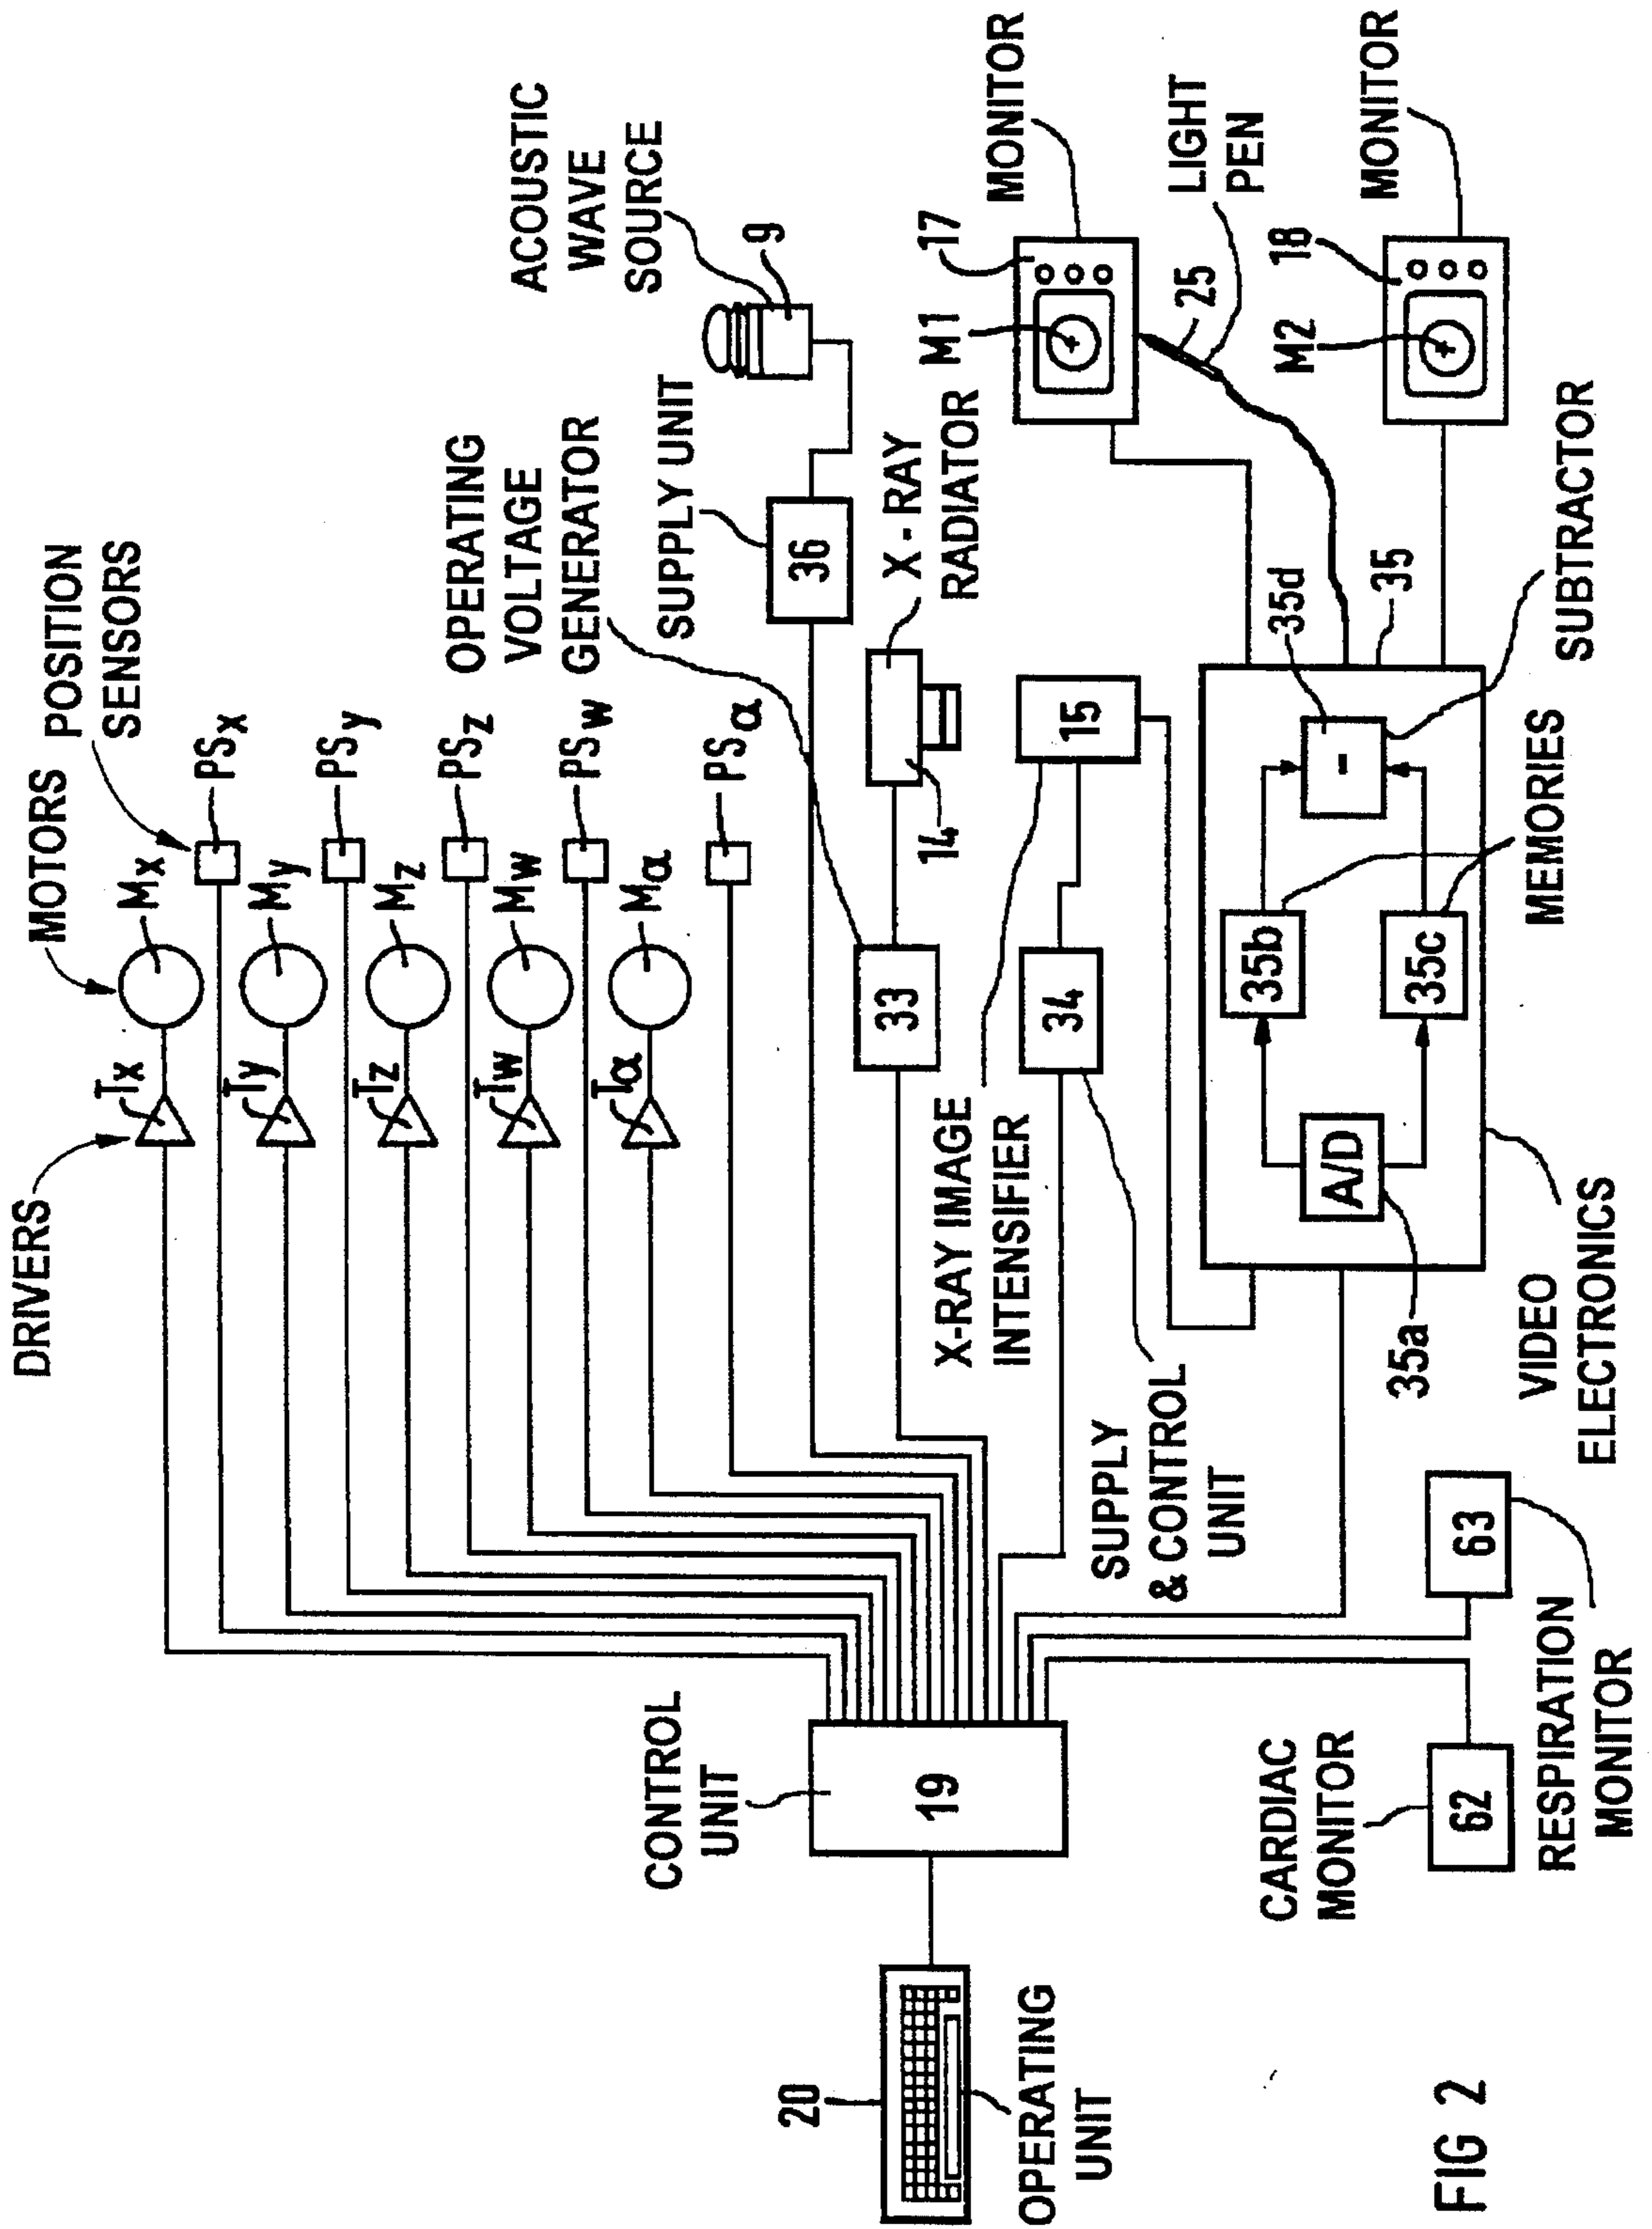 DRIVERS
MOTORS
POSITION
SENSORS
Tx
Mx
PSx
Ty
My
PSy
Tz
Mz
PSz
Tw
Mw
PSw
Tα
Mα
PSα
OPERATING
VOLTAGE
GENERATOR
ACOUSTIC
WAVE
SOURCE
SUPPLY UNIT
9
36
CONTROL
UNIT
20
19
33
14
X-RAY
RADIATOR
M1
17
MONITOR
X-RAY IMAGE
INTENSIFIER
OPERATING
UNIT
34
15
SUPPLY
& CONTROL
UNIT
25
LIGHT
PEN
CARDIAC
MONITOR
35b
35d
M2
18
MONITOR
A/D
-
35
35a
35c
62
63
FIG 2
VIDEO
ELECTRONICS
MEMORIES
SUBTRACTOR
RESPIRATION
MONITOR